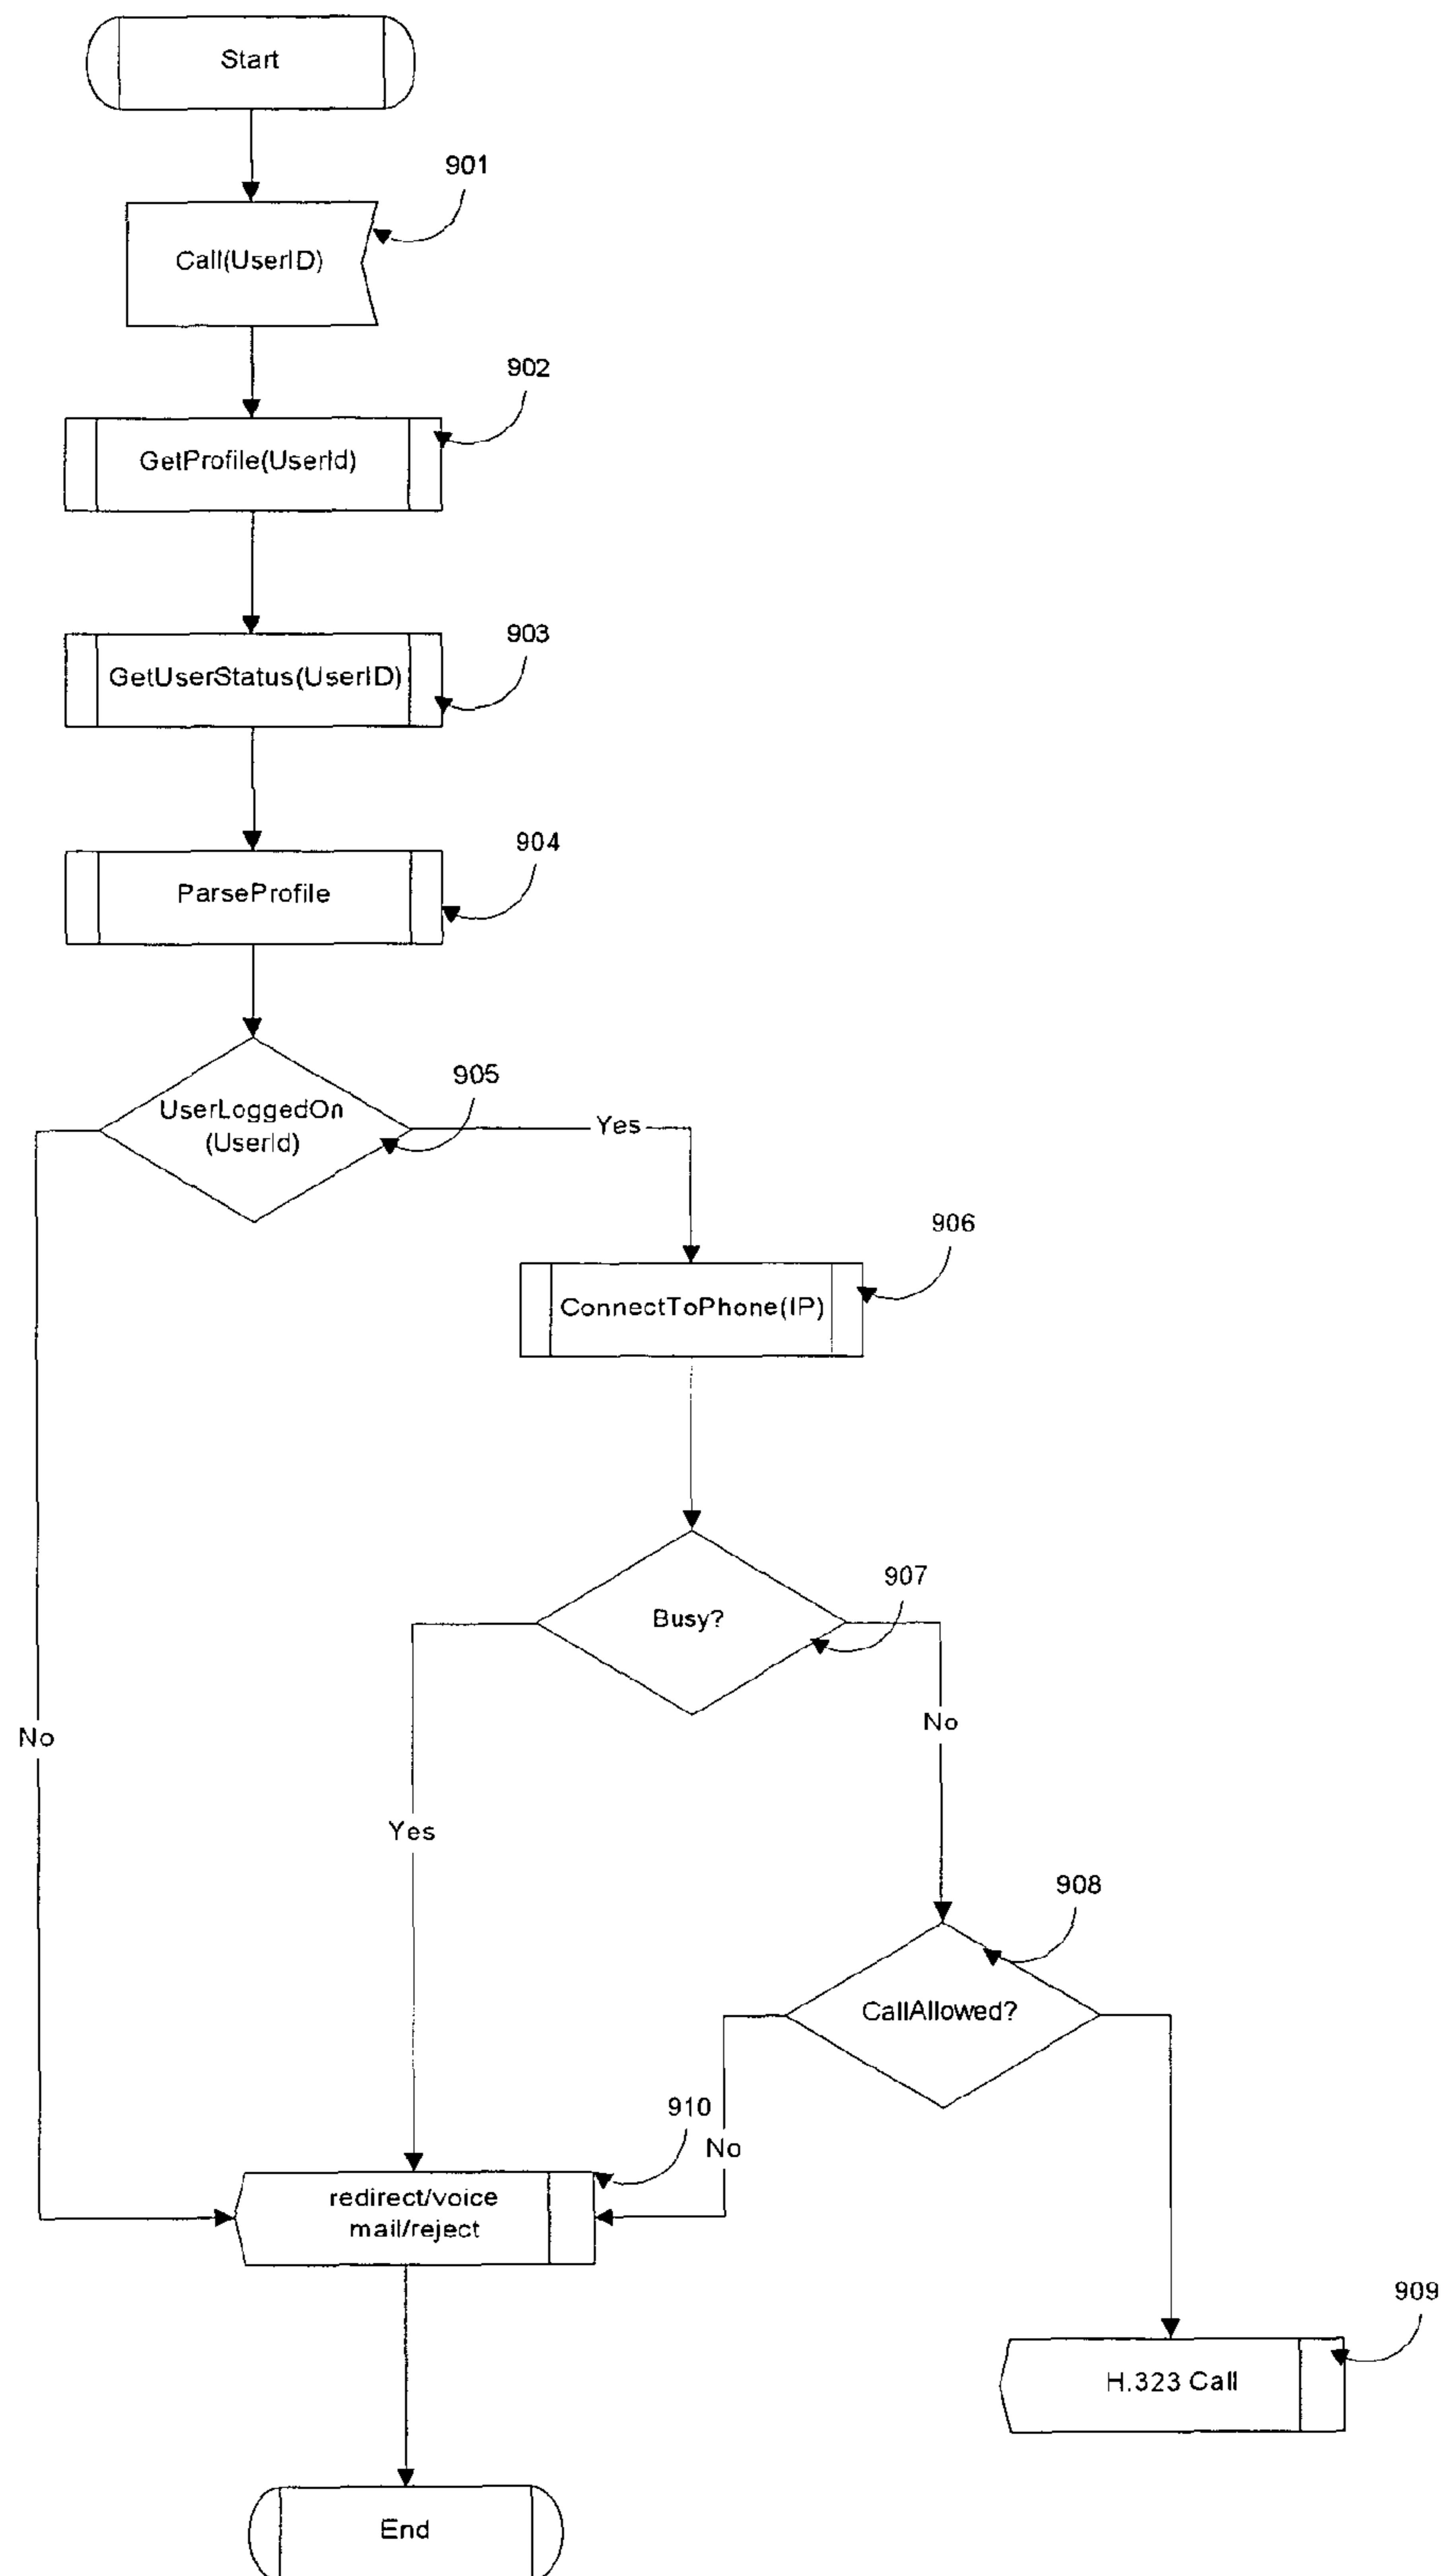 Start
901
Call(UserID)
902
GetProfile(UserId)
903
GetUserStatus(UserID)
904
ParseProfile
905
UserLoggedOn
(UserId)
Yes
906
ConnectToPhone(IP)
907
Busy?
No
No
Yes
908
CallAllowed?
910
No
redirect/voice
mail/reject
909
H.323 Call
End